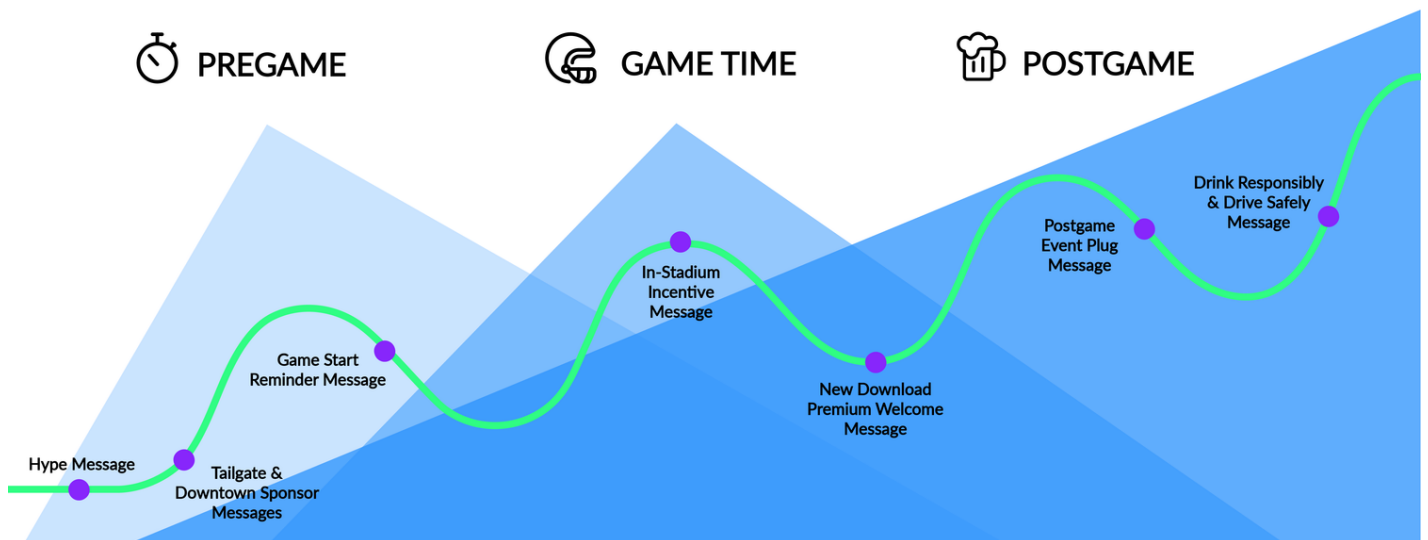 PREGAME
GAME TIME
POSTGAME
Hype Message
Tailgate &
Downtown Sponsor
Messages
Game Start
Reminder Message
In-Stadium
Incentive
Message
New Download
Premium Welcome
Message
Postgame
Event Plug
Message
Drink Responsibly
& Drive Safely
Message